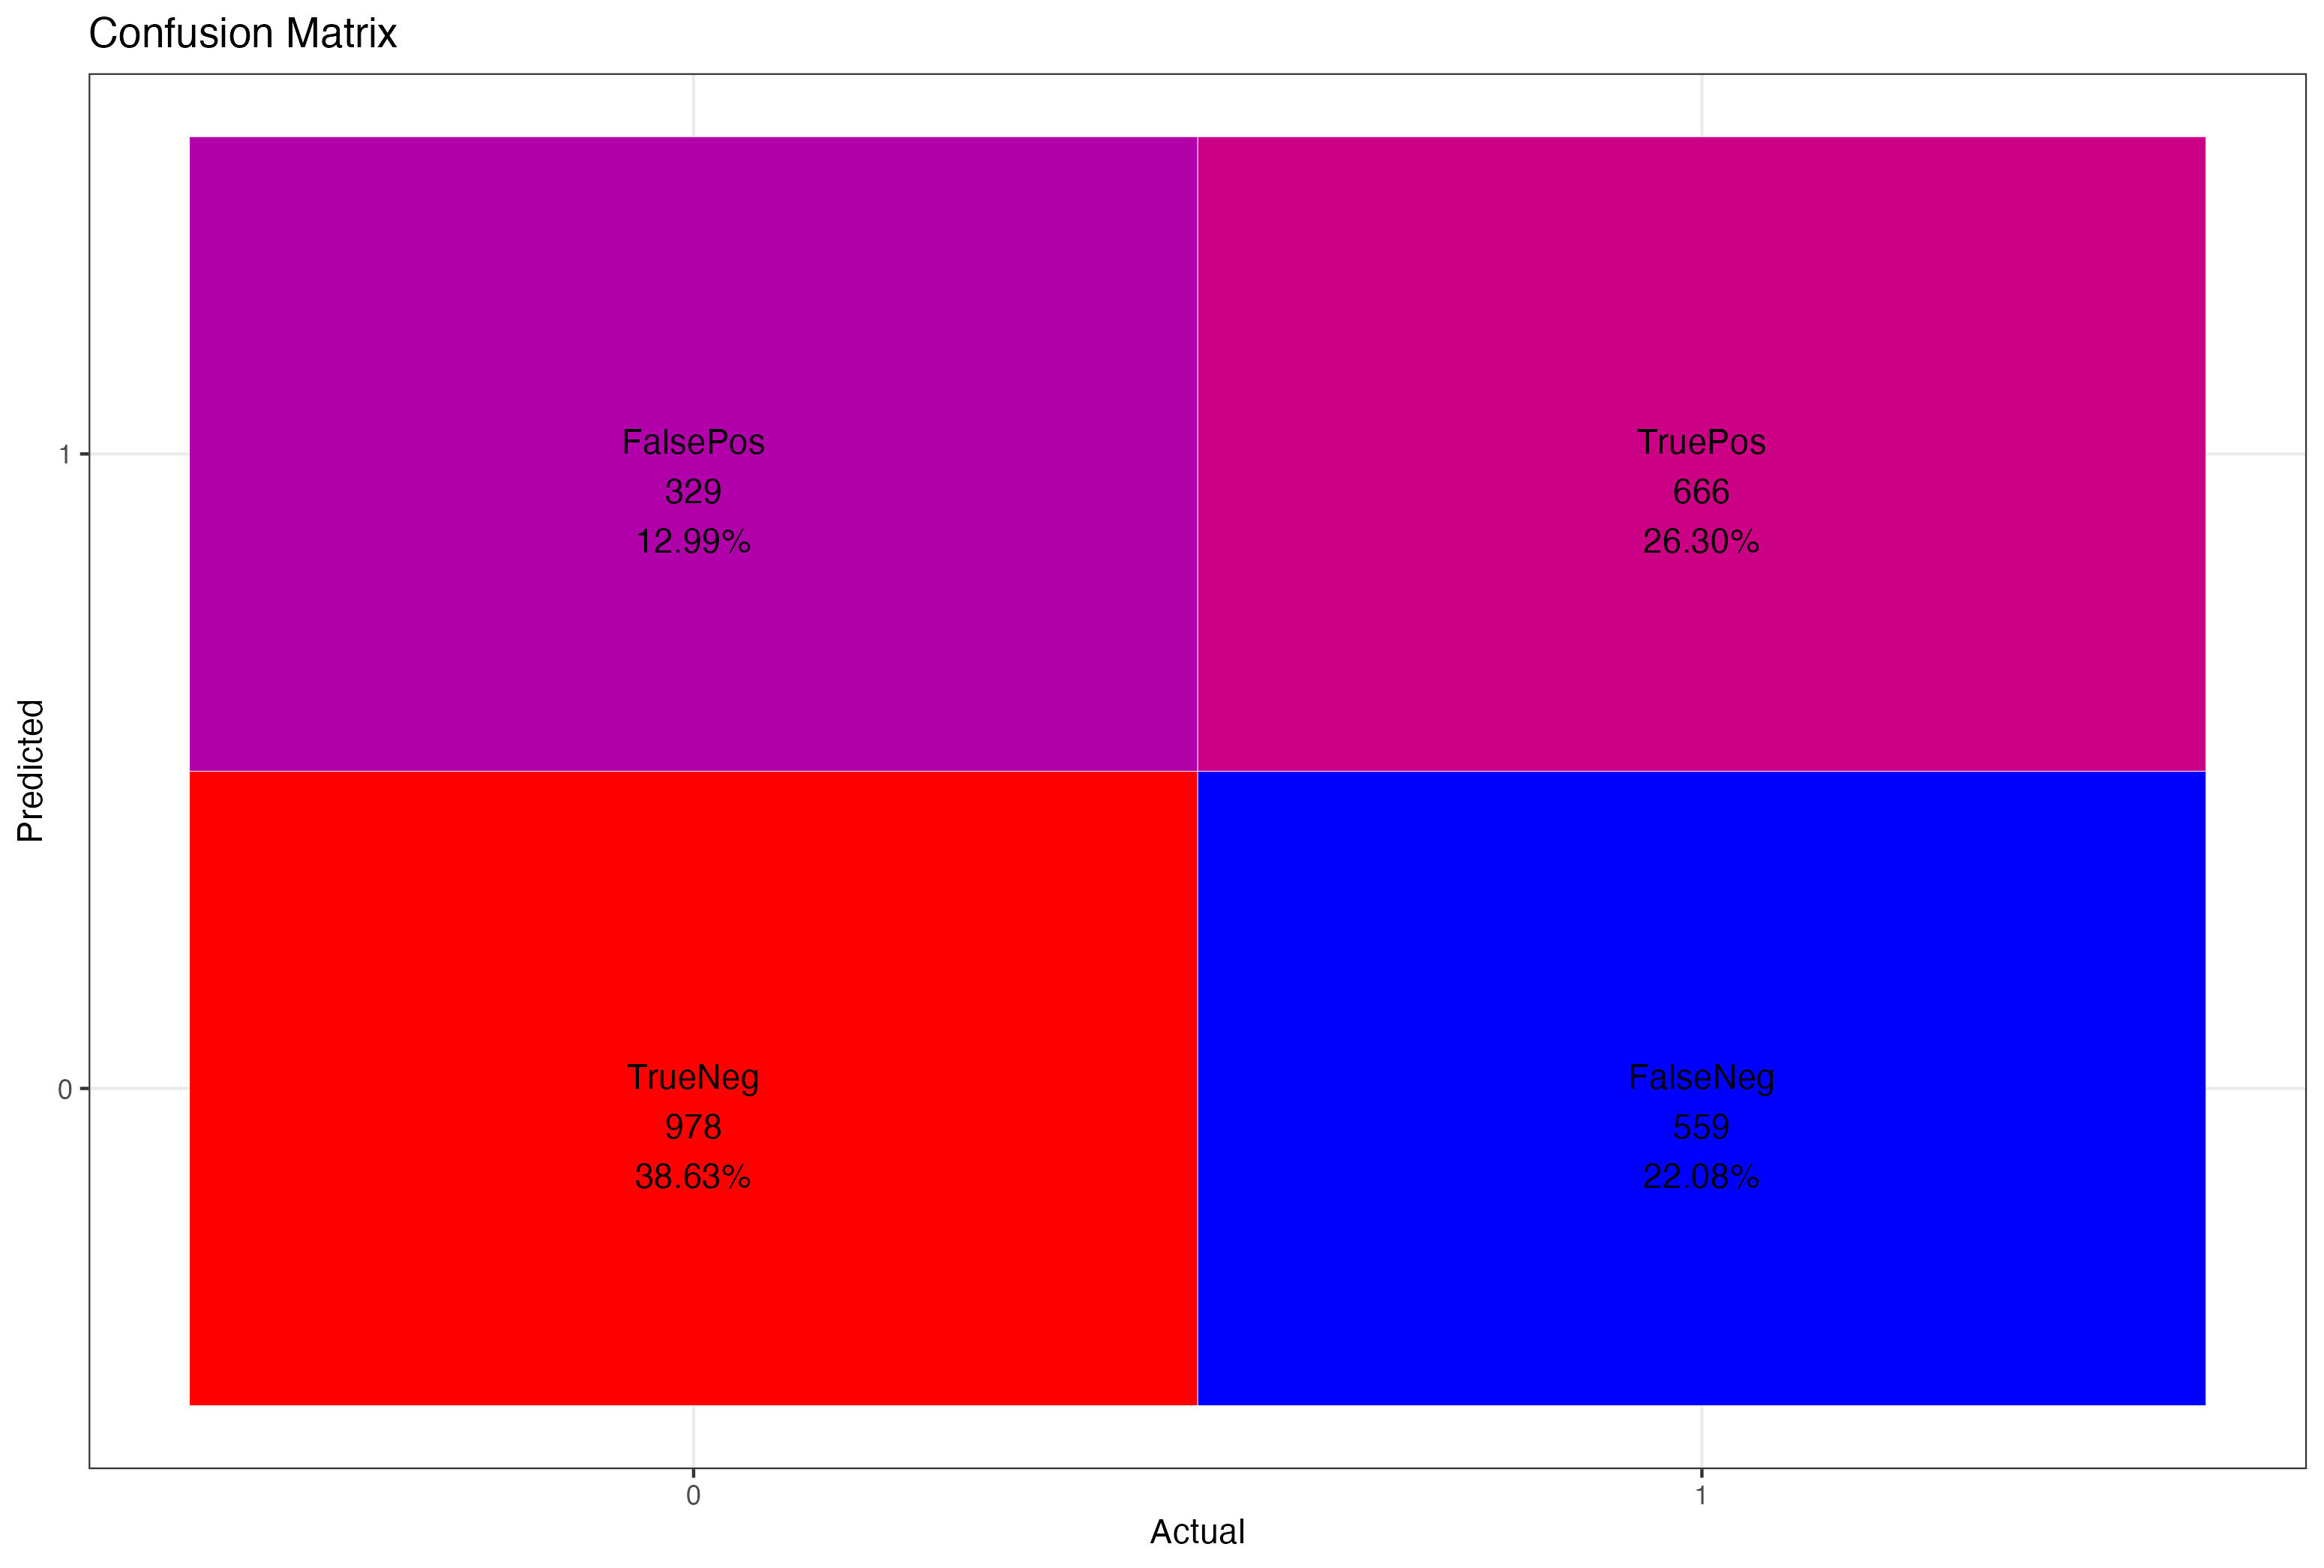 Confusion Matrix
Predicted
1
0
FalsePos
329
12.99%
TruePos
666
26.30%
TrueNeg
978
38.63%
FalseNeg
559
22.08%
0
1
Actual